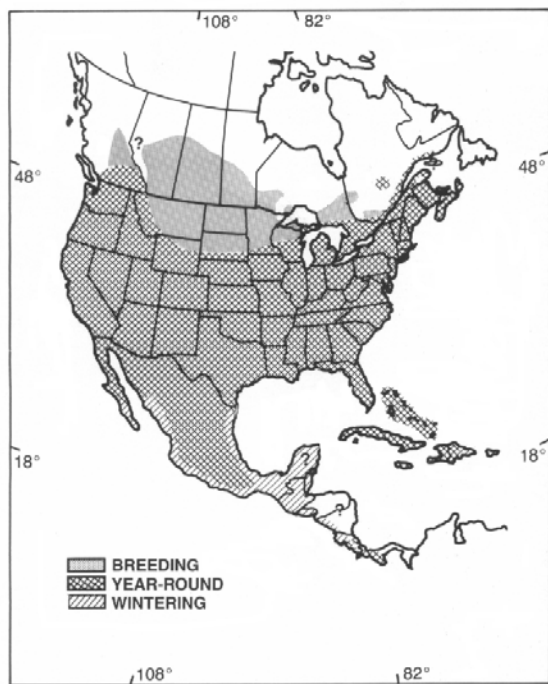 108° 82°
?
48° 48°
18° 18°
?
?
BREEDING
YEAR-ROUND
WINTERING
108° 82°